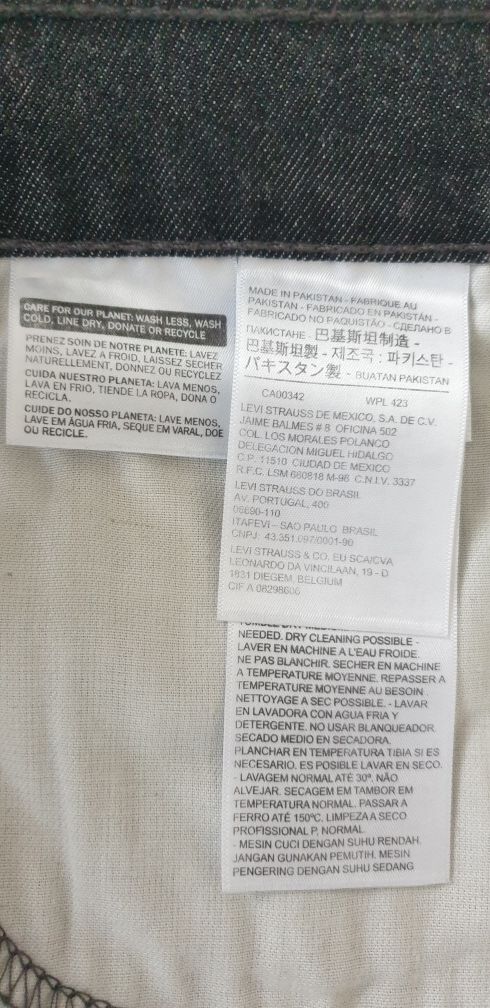 CARE FOR OUR PLANET: WASH LESS, WASH
COLD, LINE DRY, DONATE OR RECYCLE
PRENEZ SOIN DE NOTRE PLANETE: LAVEZ
MOINS, LAVEZ A FROID, LAISSEZ SECHER
NATURELLEMENT, DONNEZ OU RECYCLEZ
CUIDA NUESTRO PLANETA: LAVA MENOS,
LAVA EN FRIO, TIENDE LA ROPA, DONA O
RECICLA.
CUIDE DO NOSSO PLANETA: LAVE MENOS,
LAVE EM ÁGUA FRIA, SEQUE EM VARAL, DOE
OU RECICLE.
MADE IN PAKISTAN - FABRIQUE AU
PAKISTAN - FABRICADO EN PAKISTÁN -
FABRICADO NO PAQUISTÃO - СДЕЛАНО В
ПАКИСТАНЕ - 巴基斯坦制造 -
巴基斯坦製 - 제조국 : 파키스탄 -
パキスタン製 - BUATAN PAKISTAN
CA00342 WPL 423
LEVI STRAUSS DE MEXICO, S.A. DE C.V.
JAIME BALMES # 8 OFICINA 502
COL. LOS MORALES POLANCO
DELEGACION MIGUEL HIDALGO
C.P. 11510 CIUDAD DE MEXICO
R.F.C. LSM 660818 M-96 C.N.I.V. 3337
LEVI STRAUSS DO BRASIL
AV. PORTUGAL, 400
06690-110
ITAPEVI – SAO PAULO BRASIL
CNPJ: 43.351.097/0001-90
LEVI STRAUSS & CO. EU SCA/CVA
LEONARDO DA VINCILAAN, 19 - D
1831 DIEGEM, BELGIUM
CIF A 08298606
NEEDED. DRY CLEANING POSSIBLE -
LAVER EN MACHINE A L'EAU FROIDE.
NE PAS BLANCHIR. SECHER EN MACHINE
A TEMPERATURE MOYENNE. REPASSER A
TEMPERATURE MOYENNE AU BESOIN
NETTOYAGE A SEC POSSIBLE. - LAVAR
EN LAVADORA CON AGUA FRIA Y
DETERGENTE. NO USAR BLANQUEADOR.
SECADO MEDIO EN SECADORA.
PLANCHAR EN TEMPERATURA TIBIA SI ES
NECESARIO, ES POSIBLE LAVAR EN SECO.
- LAVAGEM NORMAL ATÉ 30º. NÃO
ALVEJAR. SECAGEM EM TAMBOR EM
TEMPERATURA NORMAL. PASSAR A
FERRO ATÉ 150ºC. LIMPEZA A SECO
PROFISSIONAL P, NORMAL
- MESIN CUCI DENGAN SUHU RENDAH.
JANGAN GUNAKAN PEMUTIH. MESIN
PENGERING DENGAN SUHU SEDANG